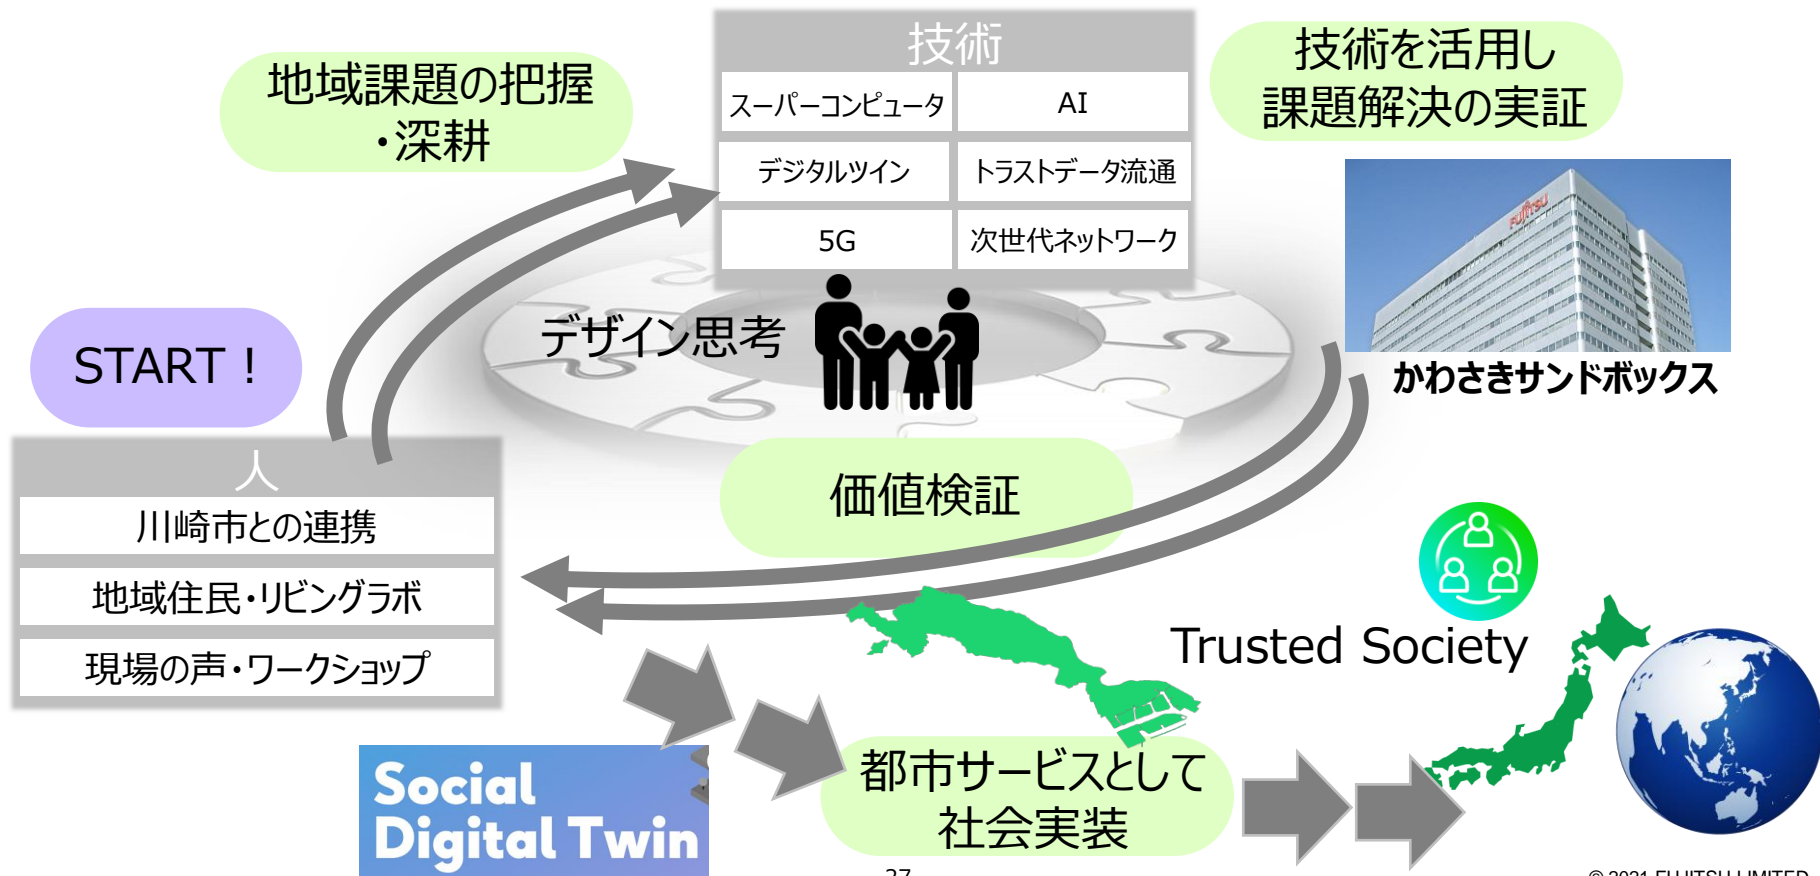 技術
スーパーコンピュータ
AI
デジタルツイン
トラストデータ流通
5G
次世代ネットワーク
地域課題の把握
・深耕
技術を活用し
課題解決の実証
FUJITSU
かわさきサンドボックス
START！
デザイン思考
人
川崎市との連携
地域住民・リビングラボ
現場の声・ワークショップ
価値検証
Trusted Society
Social
Digital Twin
都市サービスとして
社会実装
27
© 2021 FUJITSU LIMITED